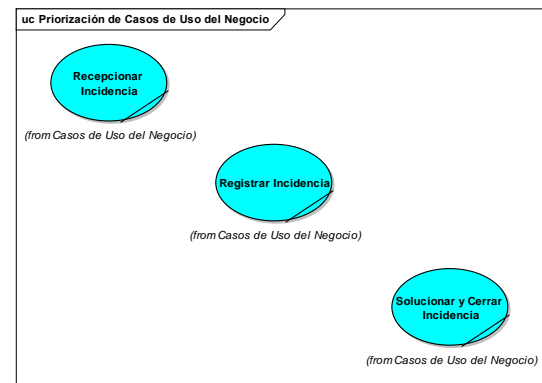 uc Priorización de Casos de Uso del Negocio
Recepcionar
Incidencia
(from Casos de Uso del Negocio)
Registrar Incidencia
(from Casos de Uso del Negocio)
Solucionar y Cerrar
Incidencia
(from Casos de Uso del Negocio)